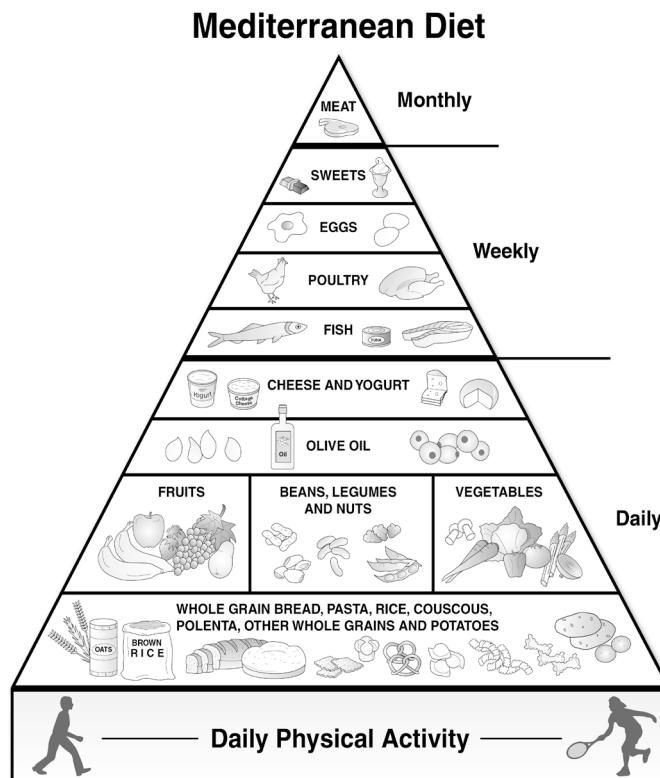 Mediterranean Diet
MEAT
Monthly
SWEETS
EGGS
Weekly
POULTRY
FISH
TUNA
CHEESE AND YOGURT
Yogurt
Cottage
Cheese
OLIVE OIL
Oil
FRUITS
BEANS, LEGUMES
AND NUTS
VEGETABLES
Daily
WHOLE GRAIN BREAD, PASTA, RICE, COUSCOUS,
POLENTA, OTHER WHOLE GRAINS AND POTATOES
OATS
BROWN
RICE
Daily Physical Activity